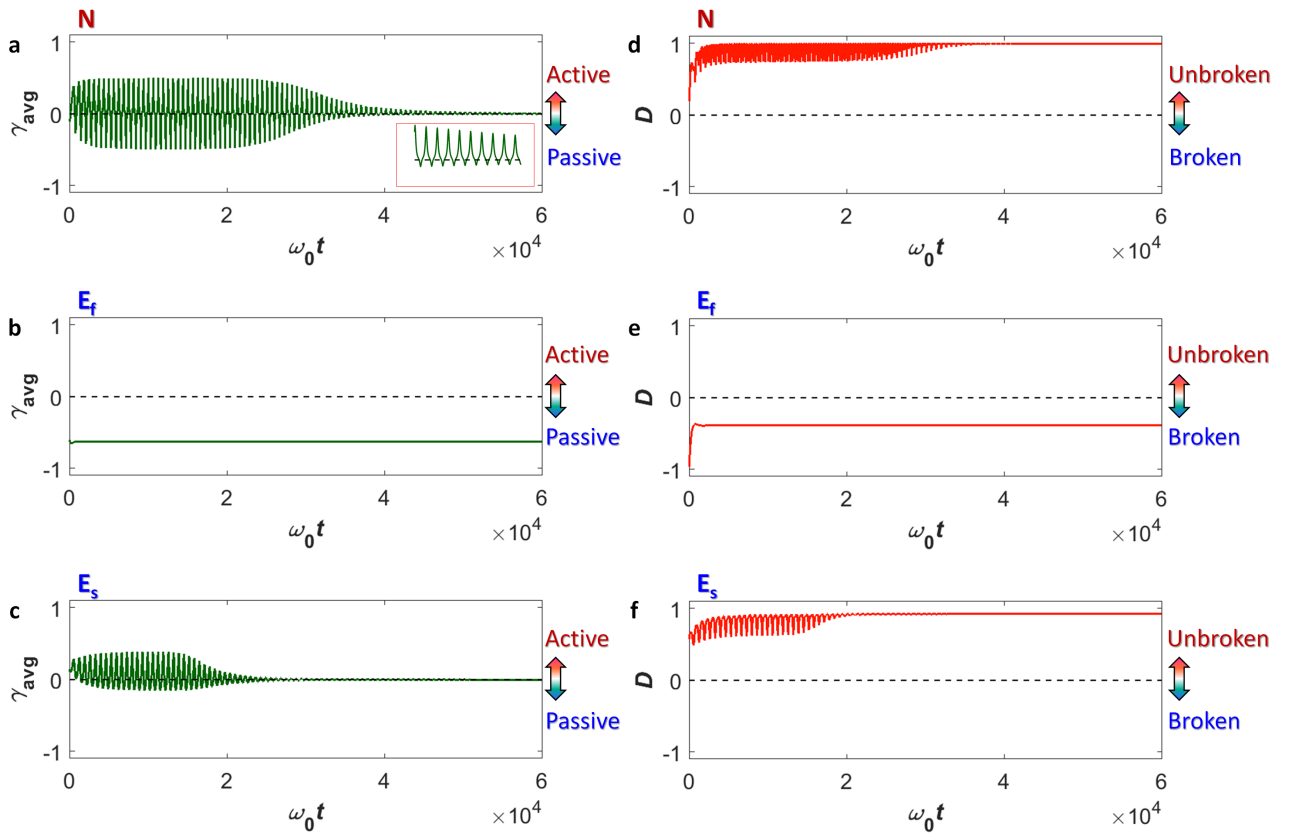 N
a
1
0
-1
γavg
Active
Passive
0 2 4 6
ω0t
×10^4
N
d
1
0
-1
D
Unbroken
Broken
0 2 4 6
ω0t
×10^4
Ef
b
1
0
-1
γavg
Active
Passive
0 2 4 6
ω0t
×10^4
Ef
e
1
0
-1
D
Unbroken
Broken
0 2 4 6
ω0t
×10^4
Es
c
1
0
-1
γavg
Active
Passive
0 2 4 6
ω0t
×10^4
Es
f
1
0
-1
D
Unbroken
Broken
0 2 4 6
ω0t
×10^4